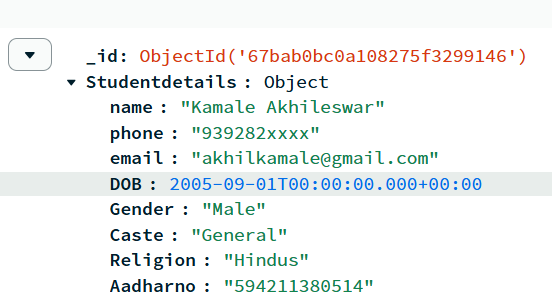 _id: ObjectId('67bab0bc0a108275f3299146')
Studentdetails : Object
name : "Kamale Akhileswar"
phone : "939282xxxx"
email : "akhilkamale@gmail.com"
DOB : 2005-09-01T00:00:00.000+00:00
Gender : "Male"
Caste : "General"
Religion : "Hindus"
Aadharno : "594211380514"